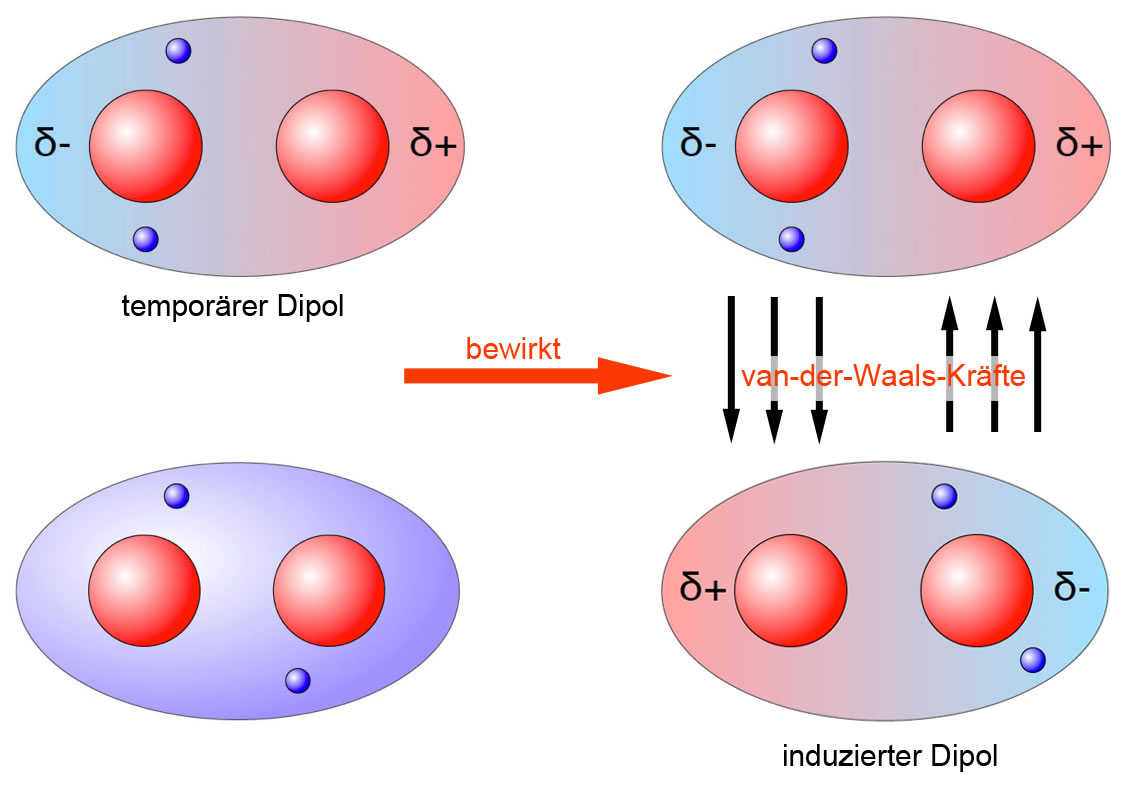 δ- δ+ δ- δ+
temporärer Dipol
bewirkt
van-der-Waals-Kräfte
δ+ δ-
induzierter Dipol